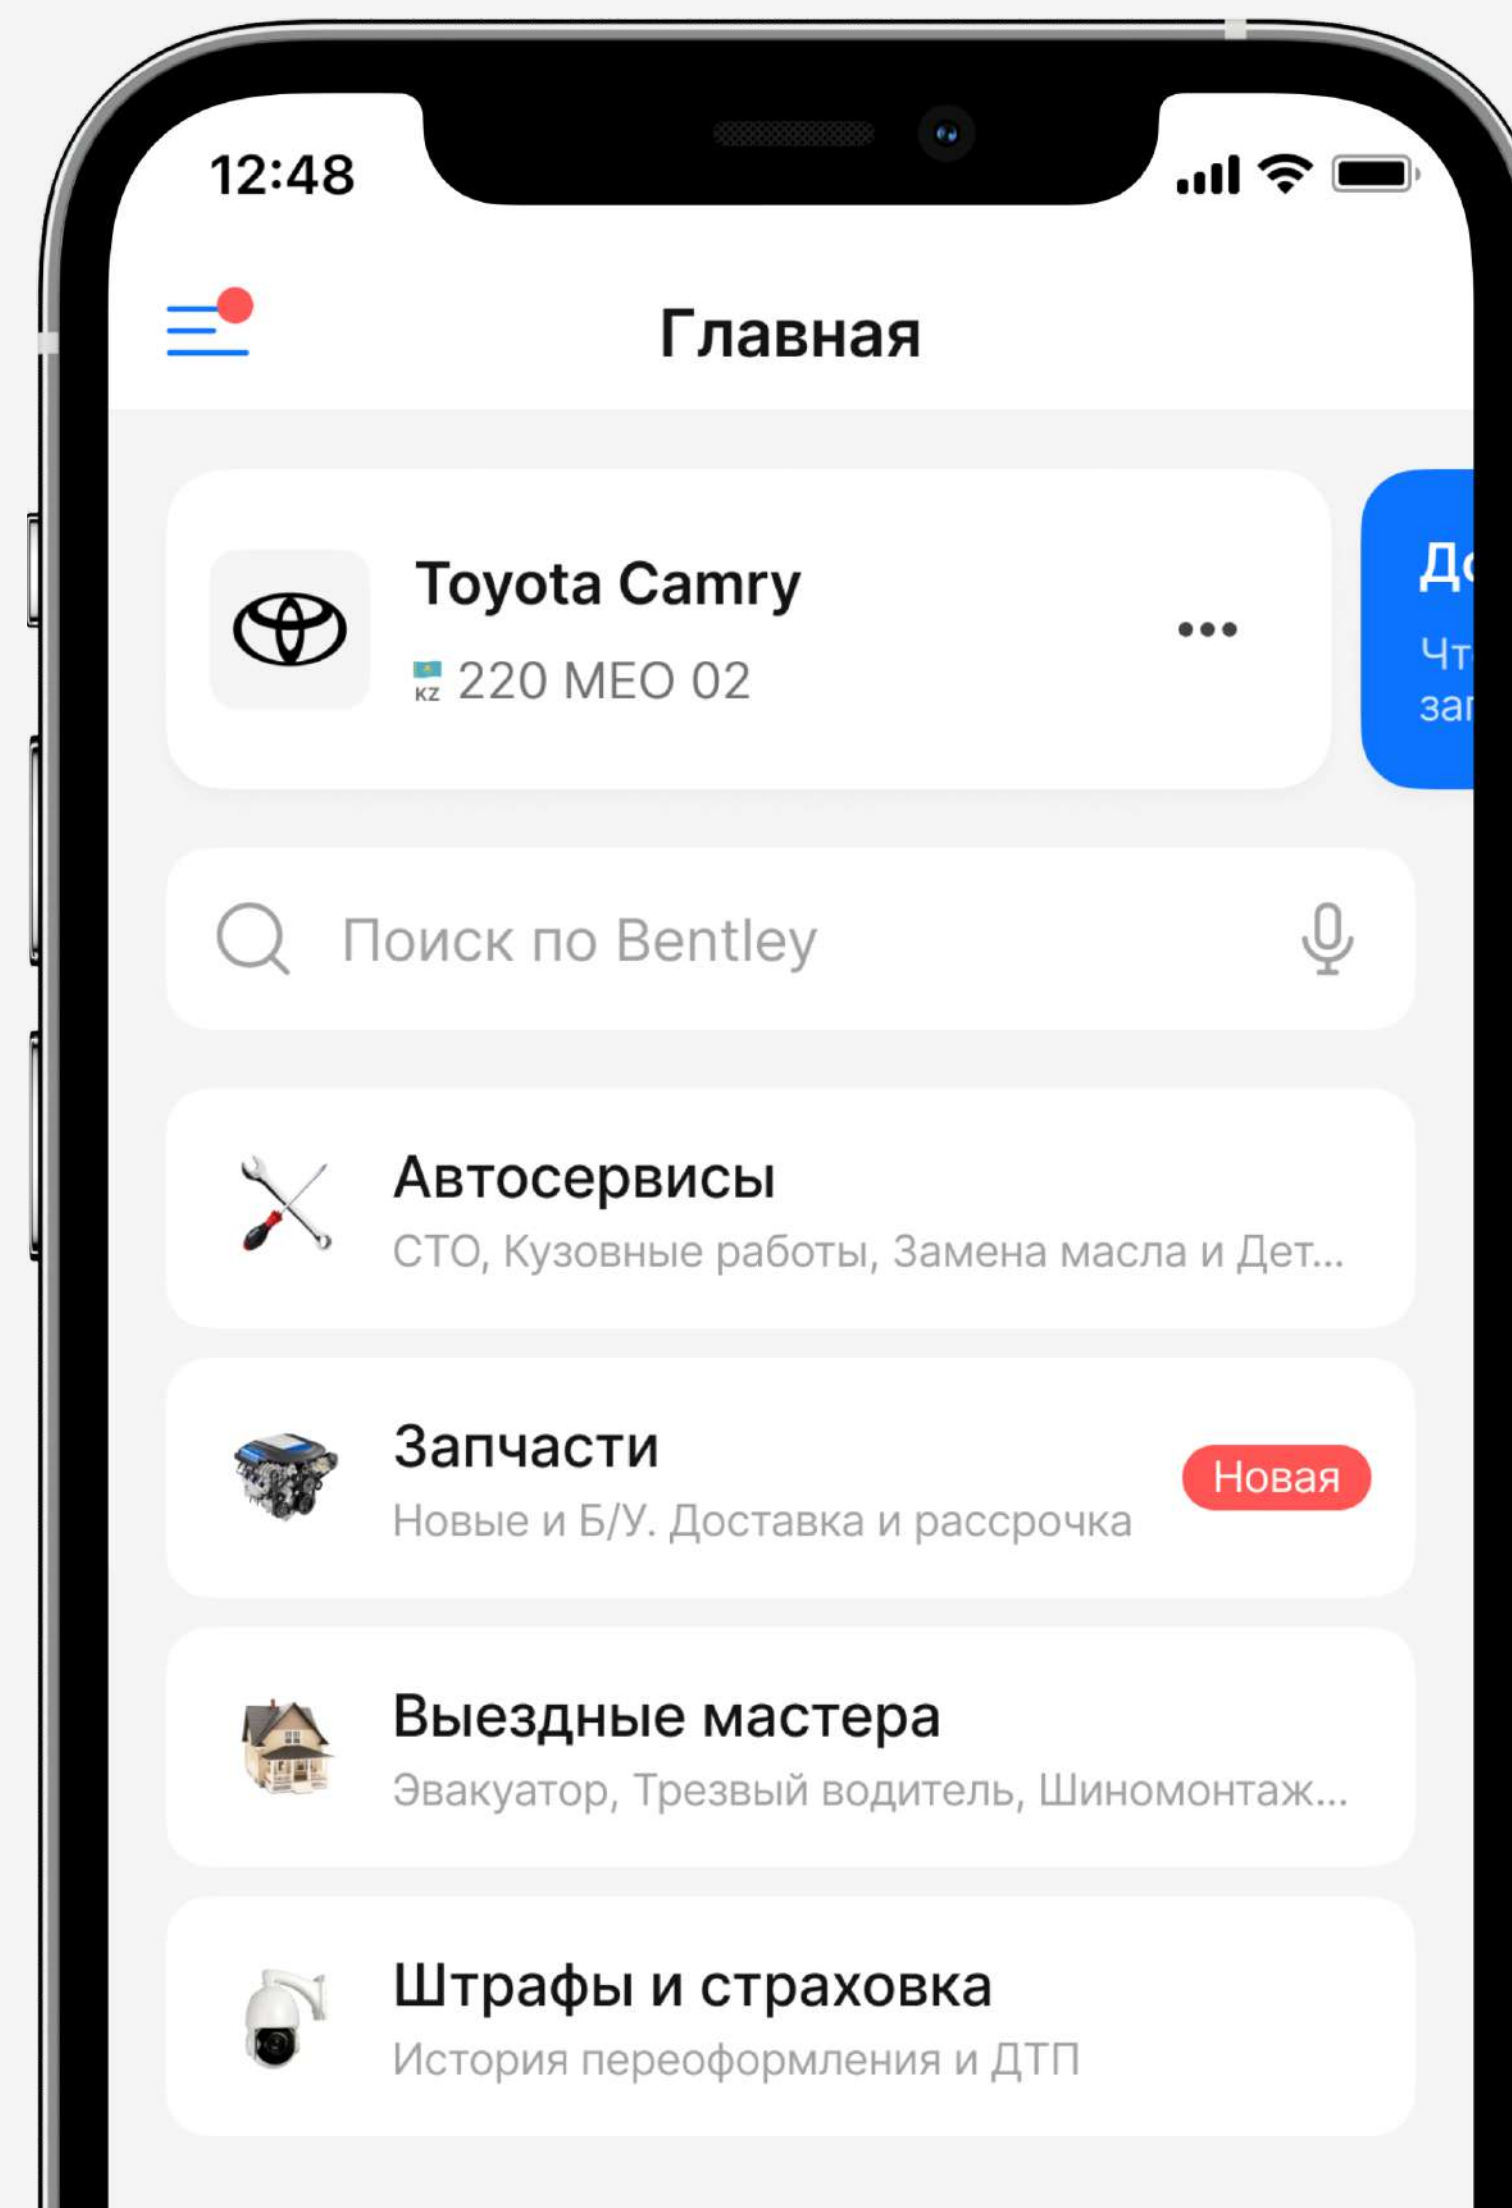 12:48
Главная
Toyota Camry
KZ 220 MEO 02
Поиск по Bentley
Автосервисы
СТО, Кузовные работы, Замена масла и Дет...
Запчасти
Новые и Б/У. Доставка и рассрочка
Новая
Выездные мастера
Эвакуатор, Трезвый водитель, Шиномонтаж...
Штрафы и страховка
История переоформления и ДТП